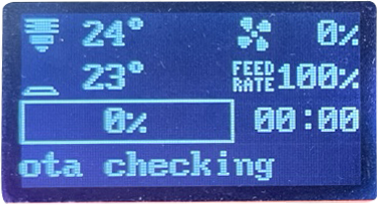 24° 0%
23° FEED RATE 100%
0% 00:00
ota checking